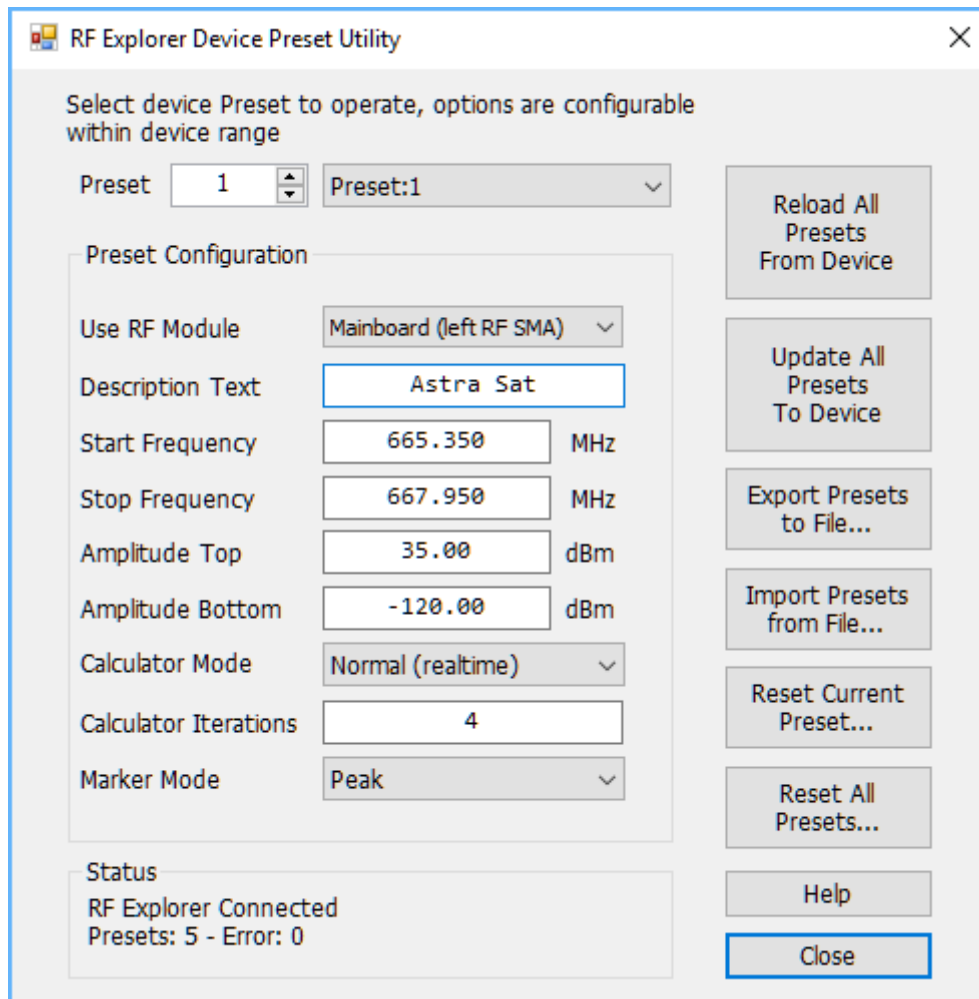 RF Explorer Device Preset Utility
Select device Preset to operate, options are configurable
within device range
Preset 1 Preset:1
Preset Configuration
Use RF Module Mainboard (left RF SMA)
Description Text Astra Sat
Start Frequency 665.350 MHz
Stop Frequency 667.950 MHz
Amplitude Top 35.00 dBm
Amplitude Bottom -120.00 dBm
Calculator Mode Normal (realtime)
Calculator Iterations 4
Marker Mode Peak
Status
RF Explorer Connected
Presets: 5 - Error: 0
Reload All
Presets
From Device
Update All
Presets
To Device
Export Presets
to File...
Import Presets
from File...
Reset Current
Preset...
Reset All
Presets...
Help
Close